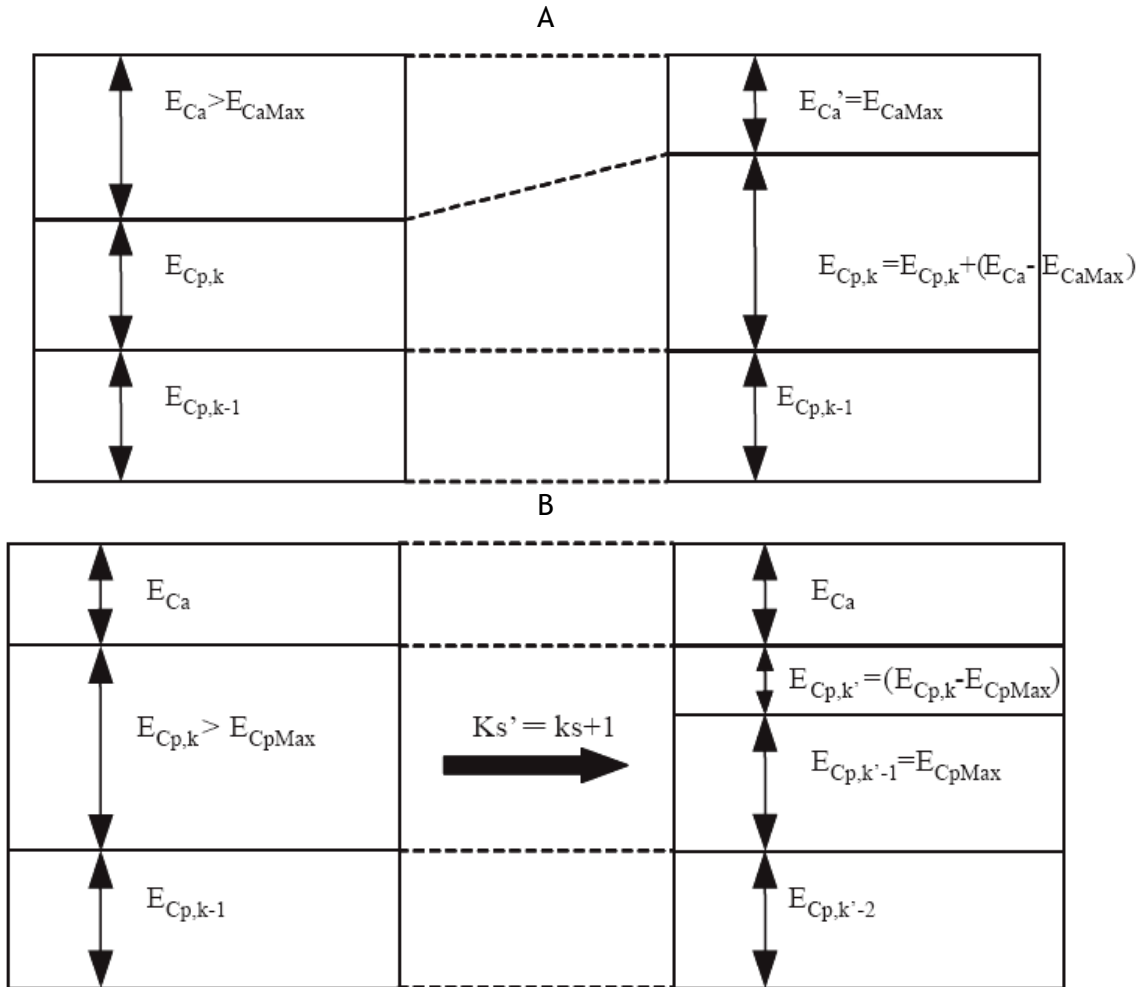 A
E_Ca>E_CaMax
E_Ca'=E_CaMax
E_Cp,k
E_Cp,k=E_Cp,k+(E_Ca-E_CaMax)
E_Cp,k-1
E_Cp,k-1
B
E_Ca
E_Ca
E_Cp,k'=(E_Cp,k-E_CpMax)
E_Cp,k> E_CpMax
Ks'= ks+1
E_Cp,k'-1=E_CpMax
E_Cp,k-1
E_Cp,k'-2